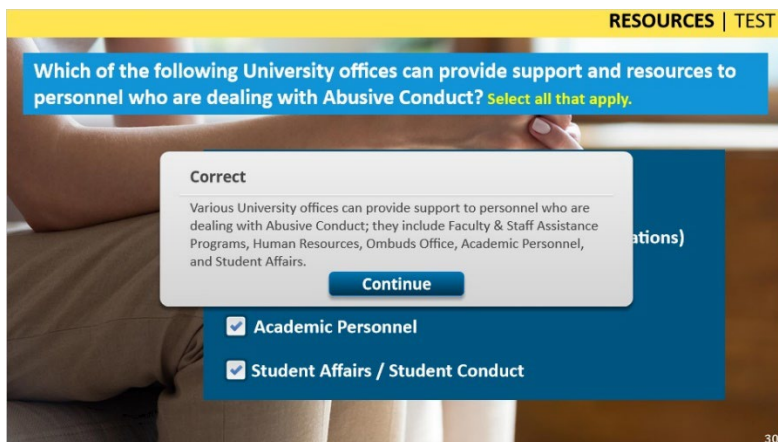 RESOURCES | TEST
Which of the following University offices can provide support and resources to
personnel who are dealing with Abusive Conduct? Select all that apply.
Correct
Various University offices can provide support to personnel who are
dealing with Abusive Conduct; they include Faculty & Staff Assistance
Programs, Human Resources, Ombuds Office, Academic Personnel,
and Student Affairs.
ations)
Continue
Academic Personnel
Student Affairs / Student Conduct
30